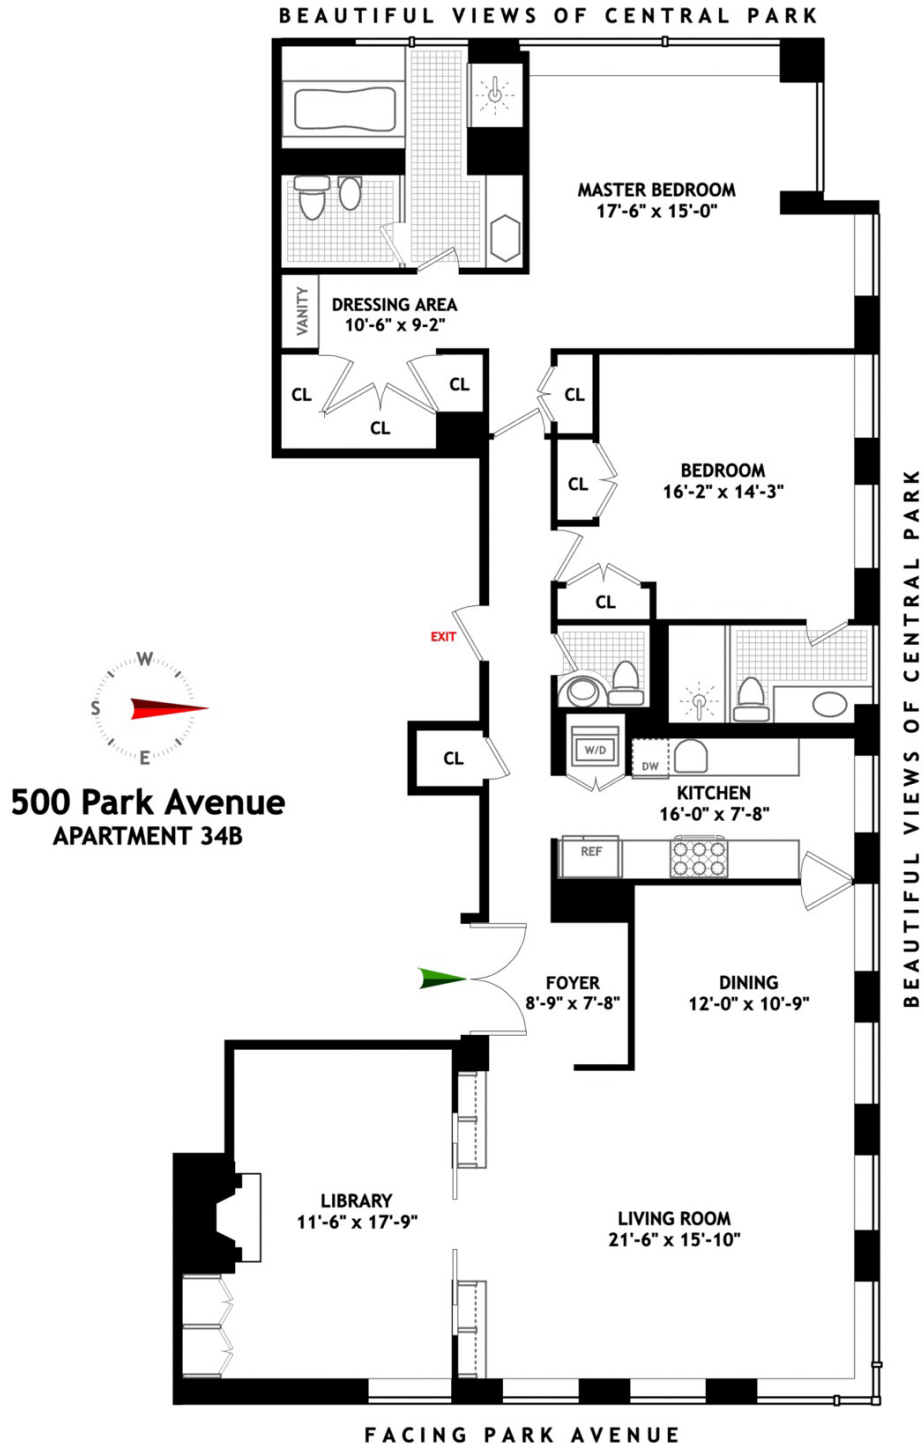 BEAUTIFUL VIEWS OF CENTRAL PARK
MASTER BEDROOM
17'-6" x 15'-0"
VANITY
DRESSING AREA
10'-6" x 9-2"
CL
CL
CL
CL
CL
BEDROOM
16'-2" x 14'-3"
CL
EXIT
BEAUTIFUL VIEWS OF CENTRAL PARK
W
S
E
500 Park Avenue
APARTMENT 34B
CL
W/D
DW
KITCHEN
16'-0" x 7'-8"
REF
FOYER
8'-9" x 7'-8"
DINING
12'-0" x 10'-9"
LIBRARY
11'-6" x 17'-9"
LIVING ROOM
21'-6" x 15'-10"
FACING PARK AVENUE